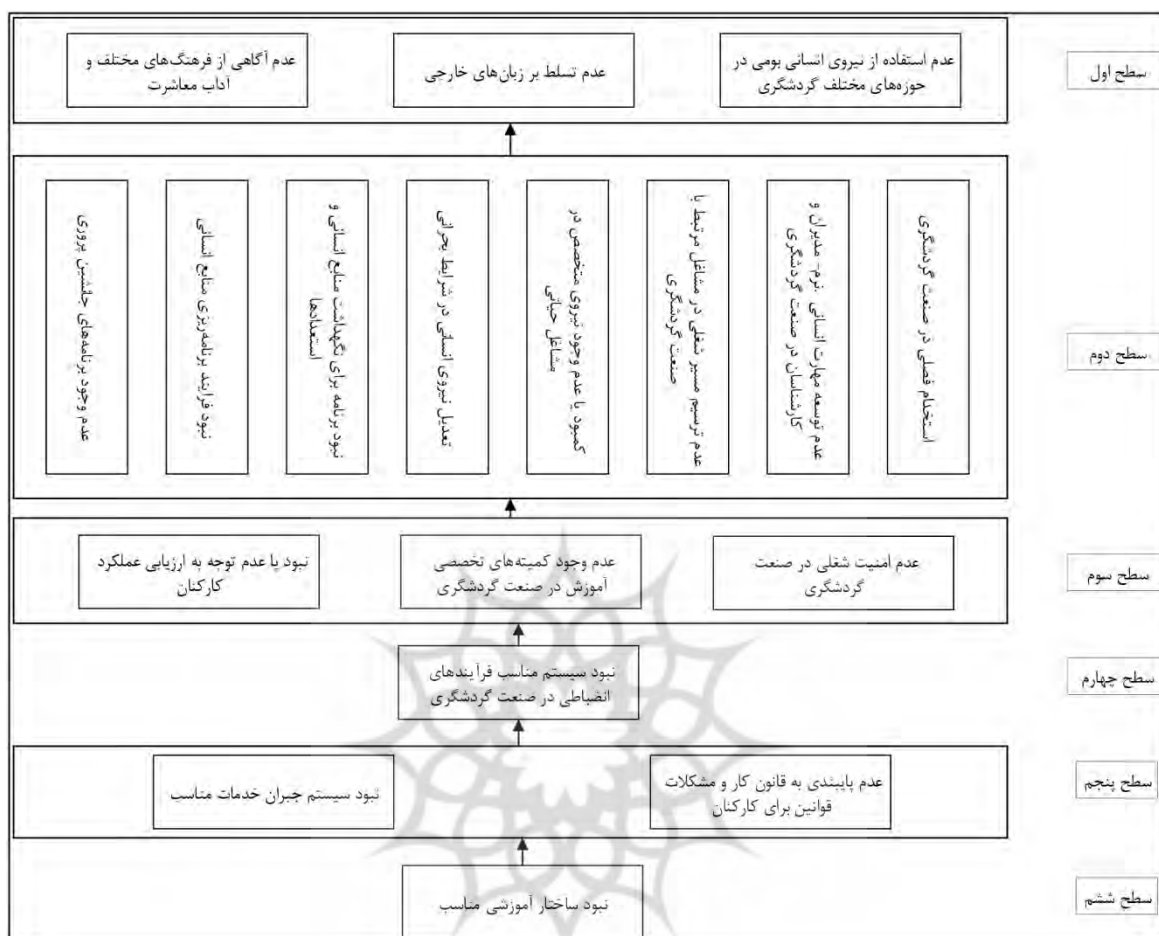 سطح اول
عدم استفاده از نیروی انسانی بومی در
حوزه‌های مختلف گردشگری
عدم تسلط بر زبان‌های خارجی
عدم آگاهی از فرهنگ‌های مختلف و
آداب معاشرت
سطح دوم
استخدام فصلی در صنعت گردشگری
عدم توسعه مهارت انسانی .نرم- مدیران و
کارشناسان در صنعت گردشگری
عدم ترسیم مسیر شغلی در مشاغل مرتبط با
صنعت گردشگری
کمبود یا عدم وجود نیروی متخصص در
مشاغل حیاتی
تعدیل نیروی انسانی در شرایط بحرانی
نبود برنامه برای نگهداشت منابع انسانی و
استعدادها
نبود فرایند برنامه‌ریزی منابع انسانی
عدم وجود برنامه‌های جانشین پروری
سطح سوم
عدم امنیت شغلی در صنعت
گردشگری
عدم وجود کمیته‌های تخصصی
آموزش در صنعت گردشگری
نبود یا عدم توجه به ارزیابی عملکرد
کارکنان
سطح چهارم
نبود سیستم مناسب فرآیندهای
انضباطی در صنعت گردشگری
سطح پنجم
عدم پایبندی به قانون کار و مشکلات
قوانین برای کارکنان
نبود سیستم جبران خدمات مناسب
سطح ششم
نبود ساختار آموزشی مناسب